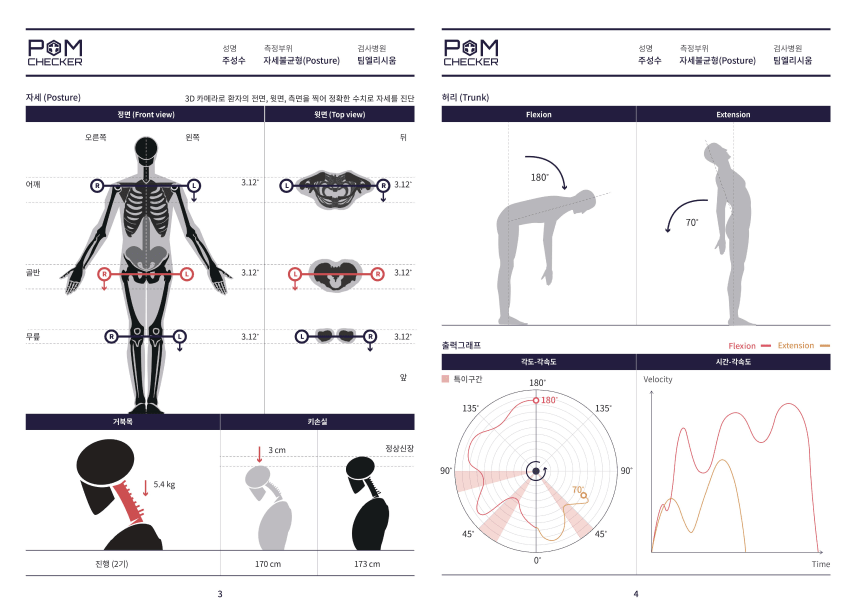 POM
CHECKER
성명 측정부위 검사병원
주성수 자세불균형(Posture) 팀엘리시움
자세 (Posture) 3D 카메라로 환자의 전면, 윗면, 측면을 찍어 정확한 수치로 자세를 진단
정면 (Front view) 윗면 (Top view)
오른쪽 왼쪽 뒤
어깨 R L 3.12° L R 3.12°
골반 R L 3.12° L R 3.12°
무릎 R L 3.12° L R 3.12°
앞
거북목 키손실
3 cm 정상신장
5.4 kg
진행 (2기) 170 cm 173 cm
3
POM
CHECKER
성명 측정부위 검사병원
주성수 자세불균형(Posture) 팀엘리시움
허리 (Trunk)
Flexion Extension
180°
70°
출력그래프 Flexion Extension
각도-각속도 시간-각속도
특이구간
180°
180°
135° 135°
90° 90°
70°
45° 45°
0°
Velocity
Time
4